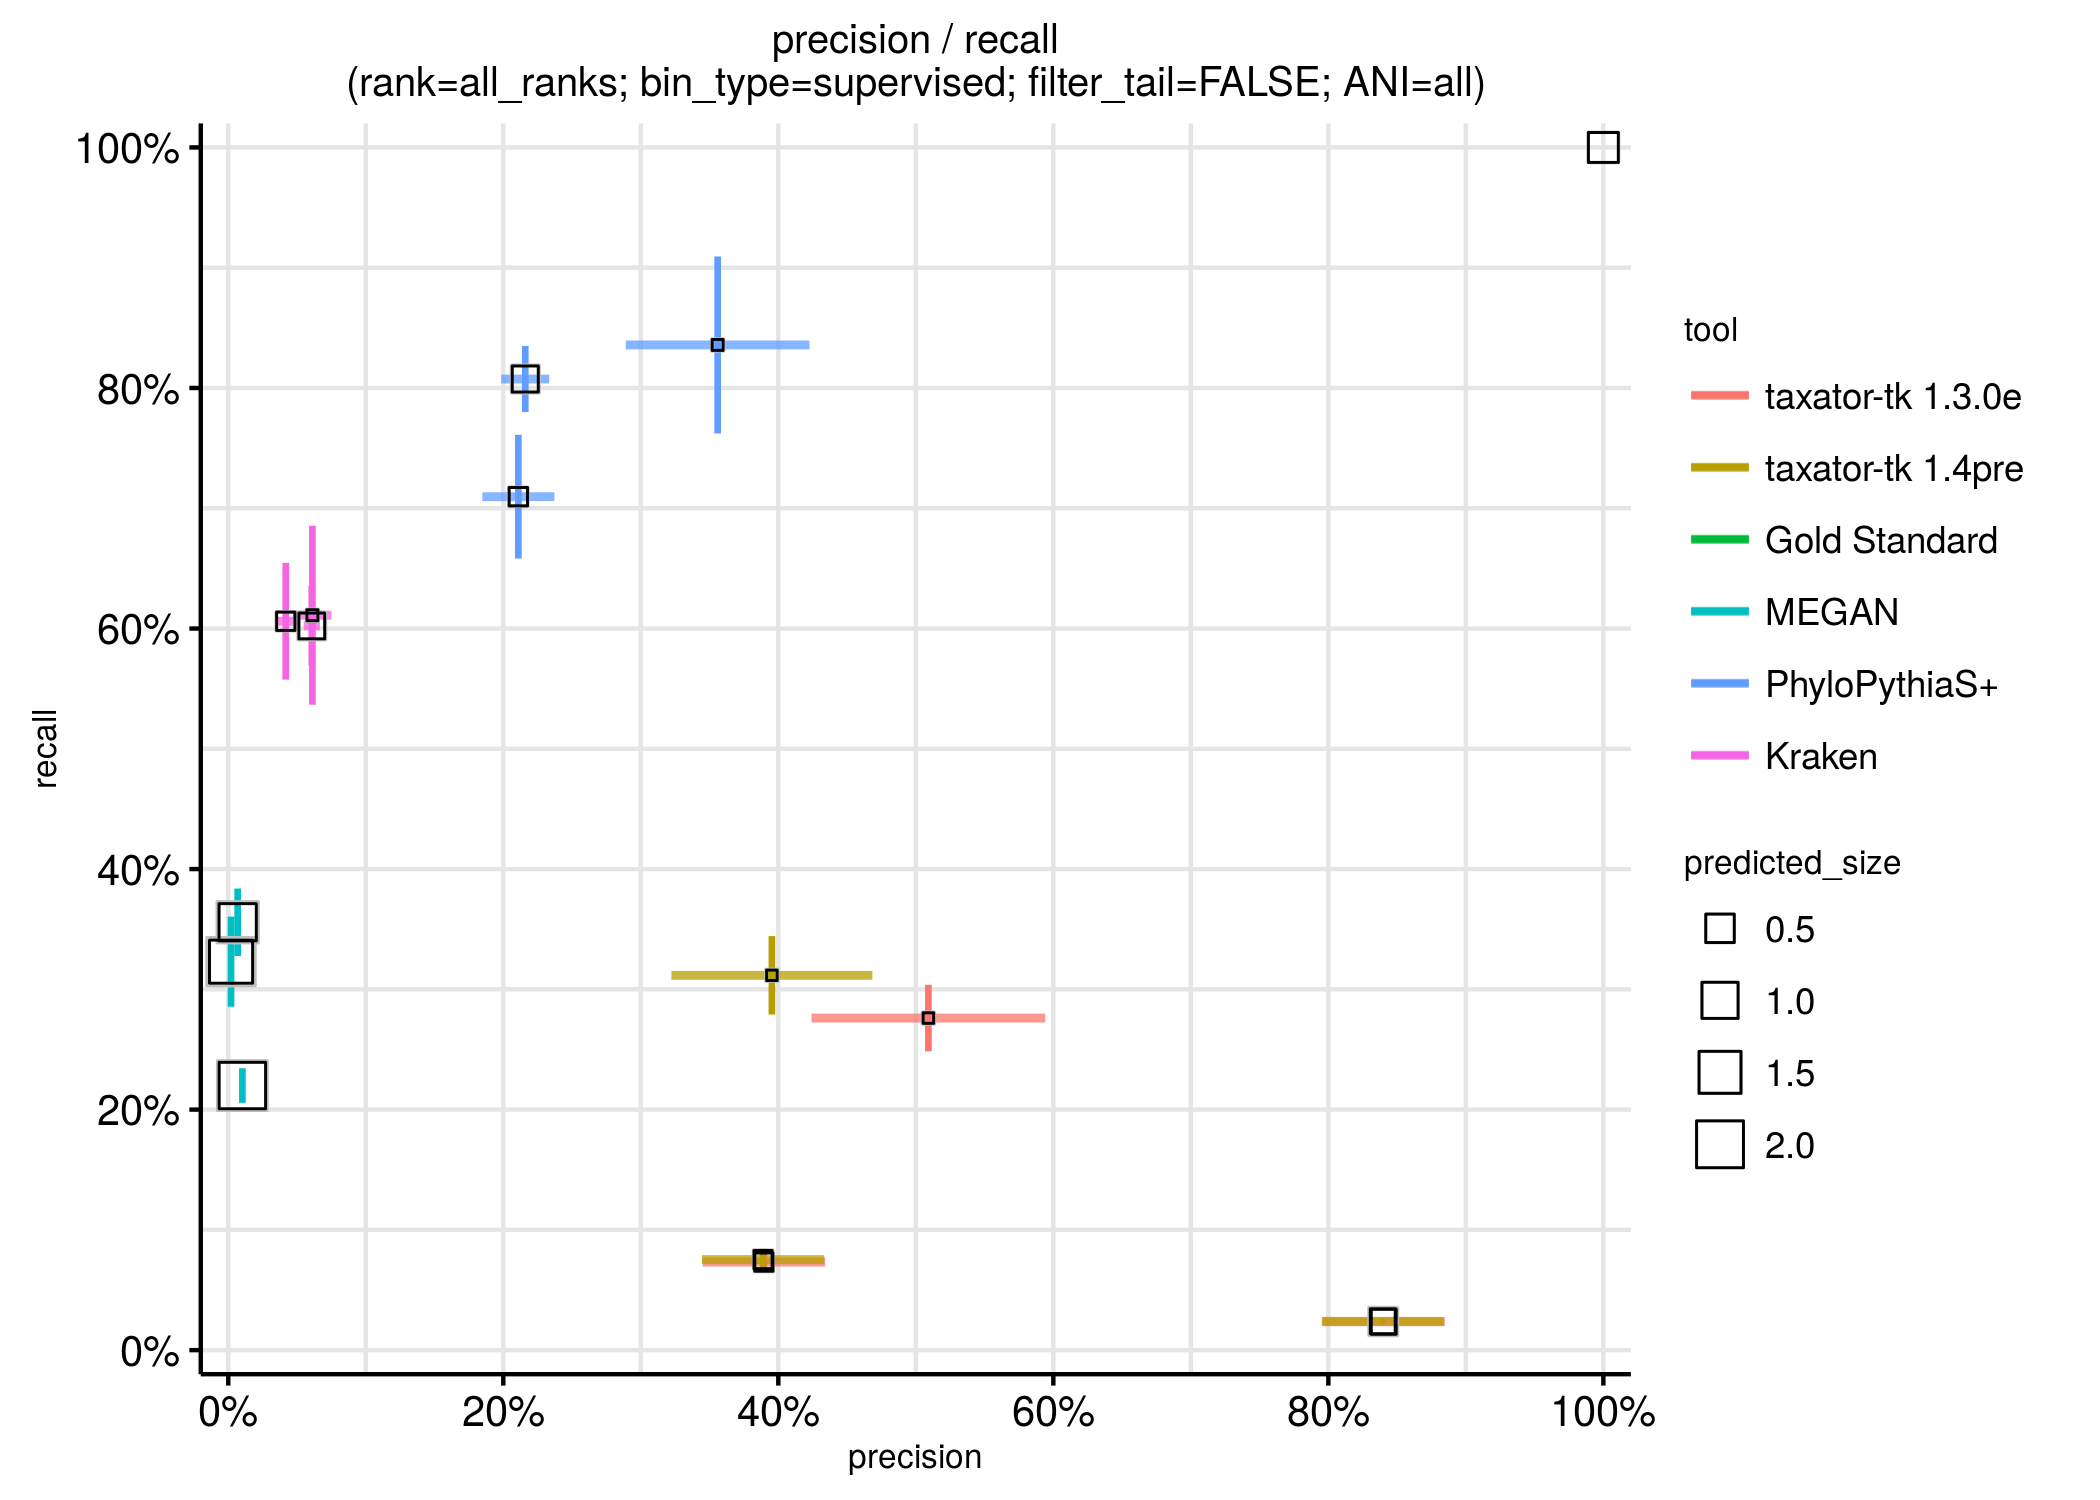 precision / recall
(rank=all_ranks; bin_type=supervised; filter_tail=FALSE; ANI=all)
100%
80%
60%
40%
20%
0%
recall
0%
20%
40%
60%
80%
100%
precision
tool
taxator-tk 1.3.0e
taxator-tk 1.4pre
Gold Standard
MEGAN
PhyloPythiaS+
Kraken
predicted_size
0.5
1.0
1.5
2.0